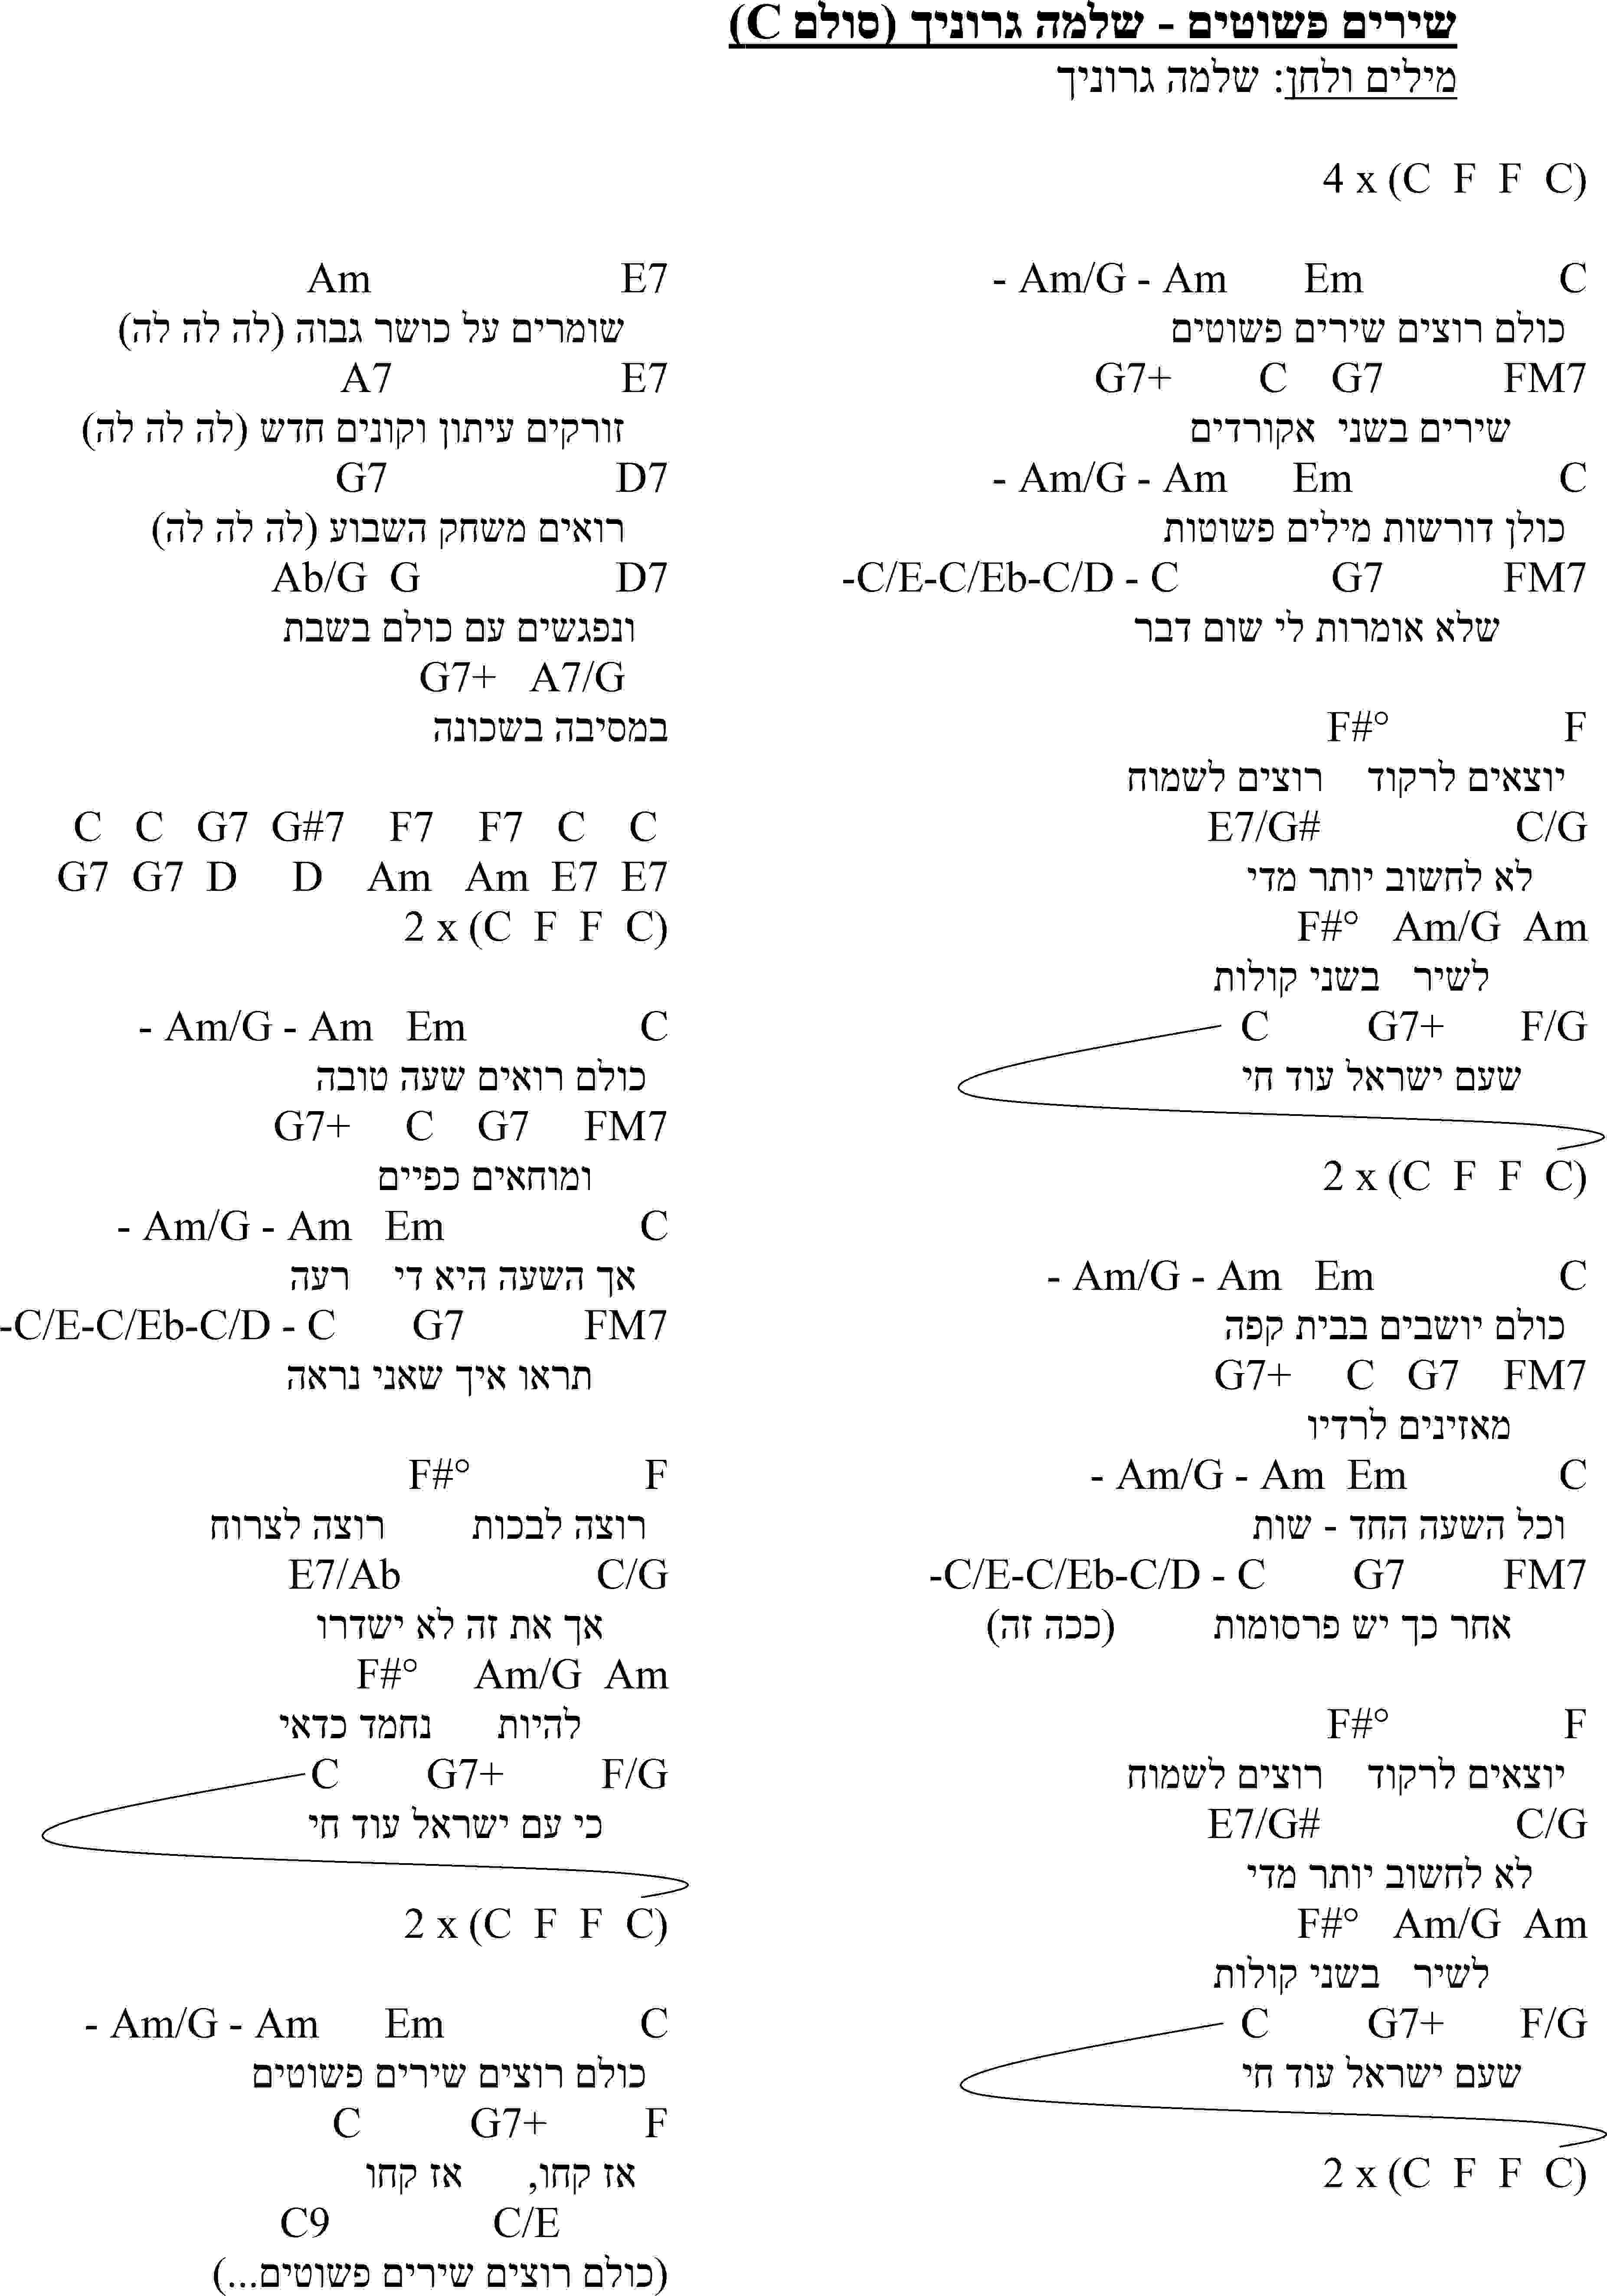 שירים פשוטים - שלמה גרוניך (סולם C)
מילים ולחן: שלמה גרוניך
4 x (C F F C)
- Am/G - Am Em C
כולם רוצים שירים פשוטים
G7+ C G7 FM7
שירים בשני אקורדים
- Am/G - Am Em C
כולן דורשות מילים פשוטות
-C/E-C/Eb-C/D - C G7 FM7
שלא אומרות לי שום דבר
F#° F
יוצאים לרקוד רוצים לשמוח
E7/G# C/G
לא לחשוב יותר מדי
F#° Am/G Am
לשיר בשני קולות
C G7+ F/G
שעם ישראל עוד חי
2 x (C F F C)
- Am/G - Am Em C
כולם יושבים בבית קפה
G7+ C G7 FM7
מאזינים לרדיו
- Am/G - Am Em C
וכל השעה החד - שות
-C/E-C/Eb-C/D - C G7 FM7
אחר כך יש פרסומות (ככה זה)
F#° F
יוצאים לרקוד רוצים לשמוח
E7/G# C/G
לא לחשוב יותר מדי
F#° Am/G Am
לשיר בשני קולות
C G7+ F/G
שעם ישראל עוד חי
2 x (C F F C)
Am E7
שומרים על כושר גבוה (לה לה לה)
A7 E7
זורקים עיתון וקונים חדש (לה לה לה)
G7 D7
רואים משחק השבוע (לה לה לה)
Ab/G G D7
ונפגשים עם כולם בשבת
G7+ A7/G
במסיבה בשכונה
C C G7 G#7 F7 F7 C C
G7 G7 D D Am Am E7 E7
2 x (C F F C)
- Am/G - Am Em C
כולם רואים שעה טובה
G7+ C G7 FM7
ומוחאים כפיים
- Am/G - Am Em C
אך השעה היא די רעה
-C/E-C/Eb-C/D - C G7 FM7
תראו איך שאני נראה
F#° F
רוצה לבכות רוצה לצרוח
E7/Ab C/G
אך את זה לא ישדרו
F#° Am/G Am
להיות נחמד כדאי
C G7+ F/G
כי עם ישראל עוד חי
2 x (C F F C)
- Am/G - Am Em C
כולם רוצים שירים פשוטים
C G7+ F
אז קחו, אז קחו
C9 C/E
(כולם רוצים שירים פשוטים...)